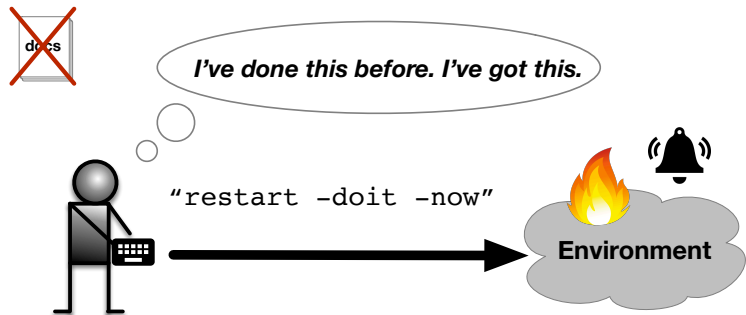 docs
I've done this before. I've got this.
“restart –doit –now”
Environment